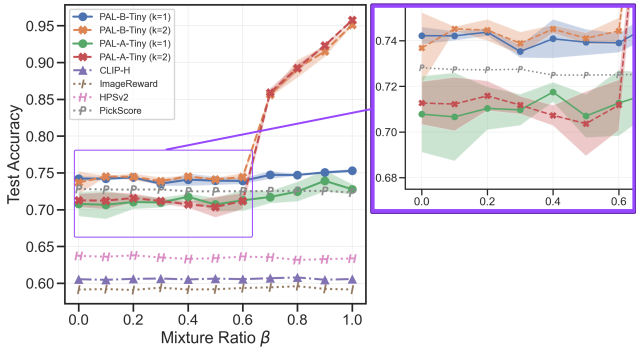 PAL-B-Tiny (k=1)
PAL-B-Tiny (k=2)
PAL-A-Tiny (k=1)
PAL-A-Tiny (k=2)
CLIP-H
ImageReward
HPSv2
PickScore
Test Accuracy
0.95
0.90
0.85
0.80
0.75
0.70
0.65
0.60
0.0 0.2 0.4 0.6 0.8 1.0
Mixture Ratio β
0.74
0.72
0.70
0.68
0.0 0.2 0.4 0.6